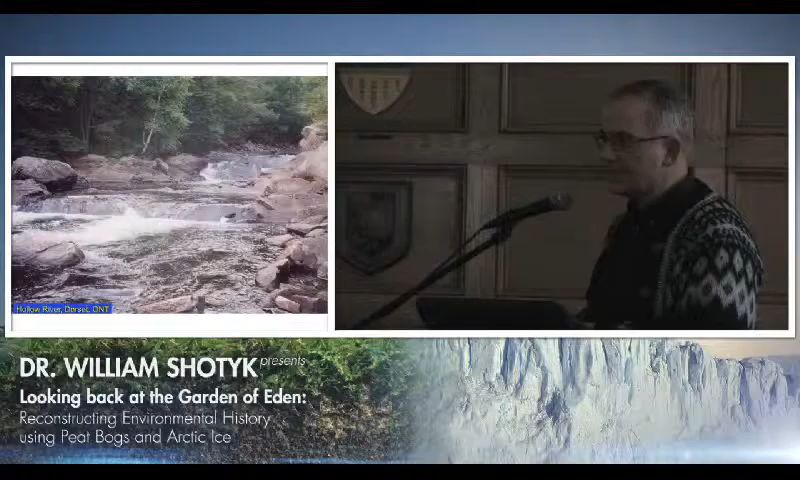 Hollow River, Dorset, ONT
DR. WILLIAM SHOTYK presents
Looking back at the Garden of Eden:
Reconstructing Environmental History
using Peat Bogs and Arctic Ice